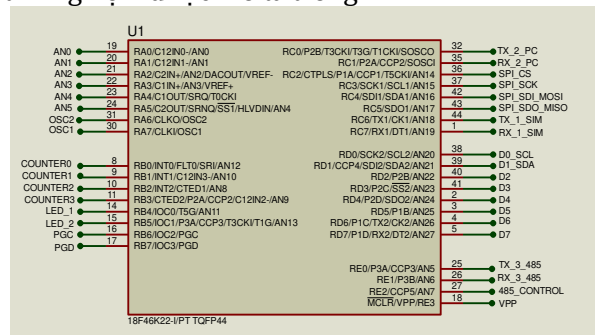 U1
AN0 19 RA0/C12IN0-/AN0 RC0/P2B/T3CKI/T3G/T1CKI/SOSCO 32 TX_2_PC
AN1 20 RA1/C12IN1-/AN1 RC1/P2A/CCP2/SOSCI 35 RX_2_PC
AN2 21 RA2/C2IN+/AN2/DACOUT/VREF- RC2/CTPLS/P1A/CCP1/T5CKI/AN14 36 SPI_CS
AN3 22 RA3/C1IN+/AN3/VREF+ RC3/SCK1/SCL1/AN15 37 SPI_SCK
AN4 23 RA4/C1OUT/SRQ/T0CKI RC4/SDI1/SDA1/AN16 42 SPI_SDI_MOSI
AN5 24 RA5/C2OUT/SRNQ/SS1/HLVDIN/AN4 RC5/SDO1/AN17 43 SPI_SDO_MISO
OSC2 31 RA6/CLKO/OSC2 RC6/TX1/CK1/AN18 44 TX_1_SIM
OSC1 30 RA7/CLKI/OSC1 RC7/RX1/DT1/AN19 1 RX_1_SIM
RD0/SCK2/SCL2/AN20 38 D0_SCL
COUNTER0 8 RB0/INT0/FLT0/SRI/AN12 RD1/CCP4/SDI2/SDA2/AN21 39 D1_SDA
COUNTER1 9 RB1/INT1/C12IN3-/AN10 RD2/P2B/AN22 40 D2
COUNTER2 10 RB2/INT2/CTED1/AN8 RD3/P2C/SS2/AN23 41 D3
COUNTER3 11 RB3/CTED2/P2A/CCP2/C12IN2-/AN9 RD4/P2D/SDO2/AN24 2 D4
LED_1 14 RB4/IOC0/T5G/AN11 RD5/P1B/AN25 3 D5
LED_2 15 RB5/IOC1/P3A/CCP3/T3CKI/T1G/AN13 RD6/P1C/TX2/CK2/AN26 4 D6
PGC 16 RB6/IOC2/PGC RD7/P1D/RX2/DT2/AN27 5 D7
PGD 17 RB7/IOC3/PGD
RE0/P3A/CCP3/AN5 25 TX_3_485
RE1/P3B/AN6 26 RX_3_485
RE2/CCP5/AN7 27 485_CONTROL
MCLR/VPP/RE3 18 VPP
18F46K22-I/PT TQFP44